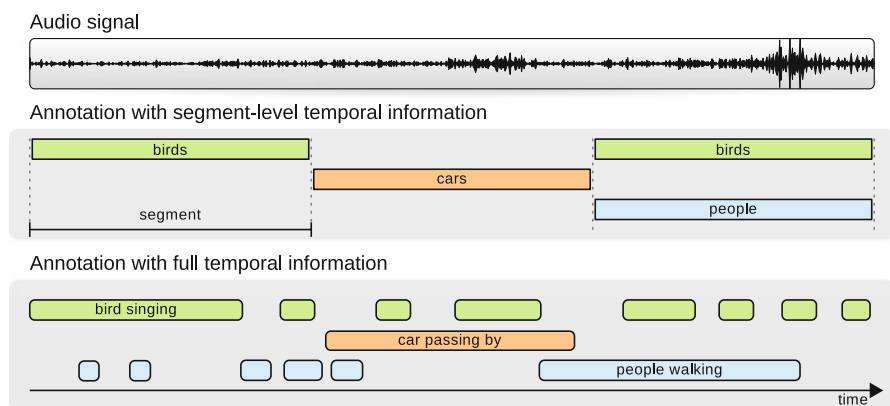 Audio signal
Annotation with segment-level temporal information
birds birds
cars
people
segment
Annotation with full temporal information
bird singing
car passing by
people walking
time